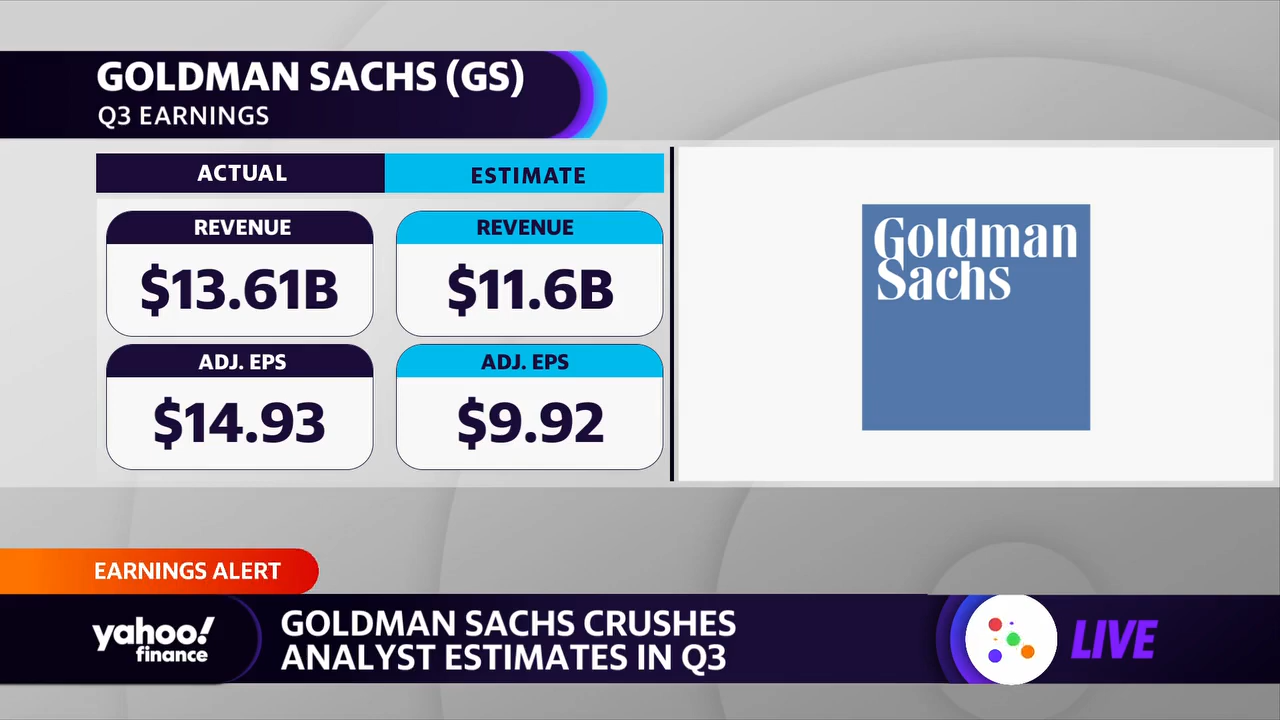 GOLDMAN SACHS (GS)
Q3 EARNINGS
ACTUAL
ESTIMATE
REVENUE
$13.61B
REVENUE
$11.6B
ADJ. EPS
$14.93
ADJ. EPS
$9.92
Goldman
Sachs
EARNINGS ALERT
yahoo!
finance
GOLDMAN SACHS CRUSHES
ANALYST ESTIMATES IN Q3
LIVE